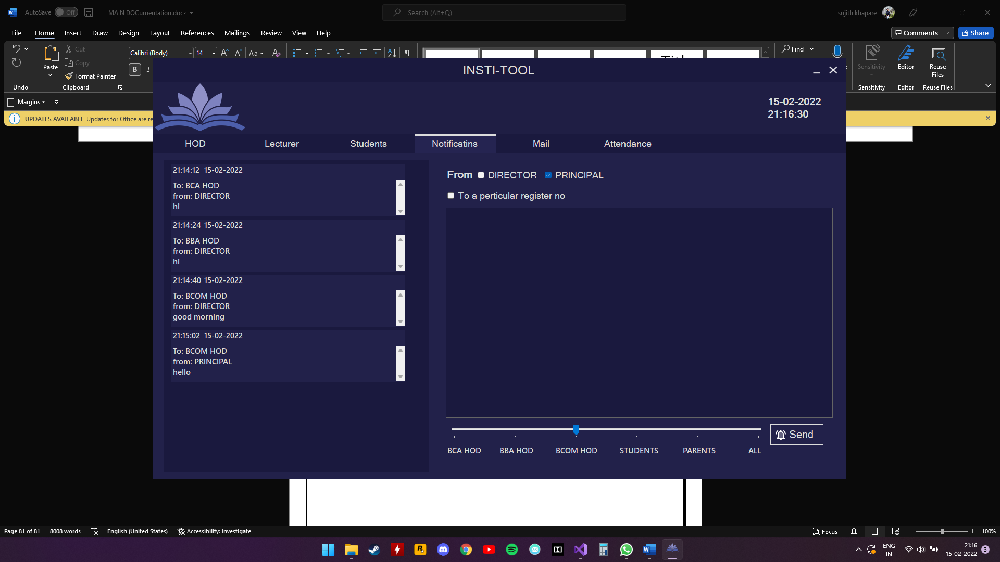 AutoSave Off MAIN DOCumentation.docx Search (Alt+Q) sujith khapare
File Home Insert Draw Design Layout References Mailings Review View Help Comments Share
Calibri (Body) 14 Aa Find
Paste Cut
Copy
Format Painter
B I
Sensitivity Editor Reuse Files
Undo Clipboard Sensitivity Editor Reuse Files
Margins
UPDATES AVAILABLE Updates for Office are re
INSTI-TOOL
15-02-2022
21:16:30
HOD Lecturer Students Notificatins Mail Attendance
21:14:12 15-02-2022
To: BCA HOD
from: DIRECTOR
hi
21:14:24 15-02-2022
To: BBA HOD
from: DIRECTOR
hi
21:14:40 15-02-2022
To: BCOM HOD
from: DIRECTOR
good morning
21:15:02 15-02-2022
To: BCOM HOD
from: PRINCIPAL
hello
From DIRECTOR PRINCIPAL
To a perticular register no
BCA HOD BBA HOD BCOM HOD STUDENTS PARENTS ALL
Send
Page 81 of 81 8008 words English (United States) Accessibility: Investigate Focus 100%
ENG
IN
21:16
15-02-2022
3